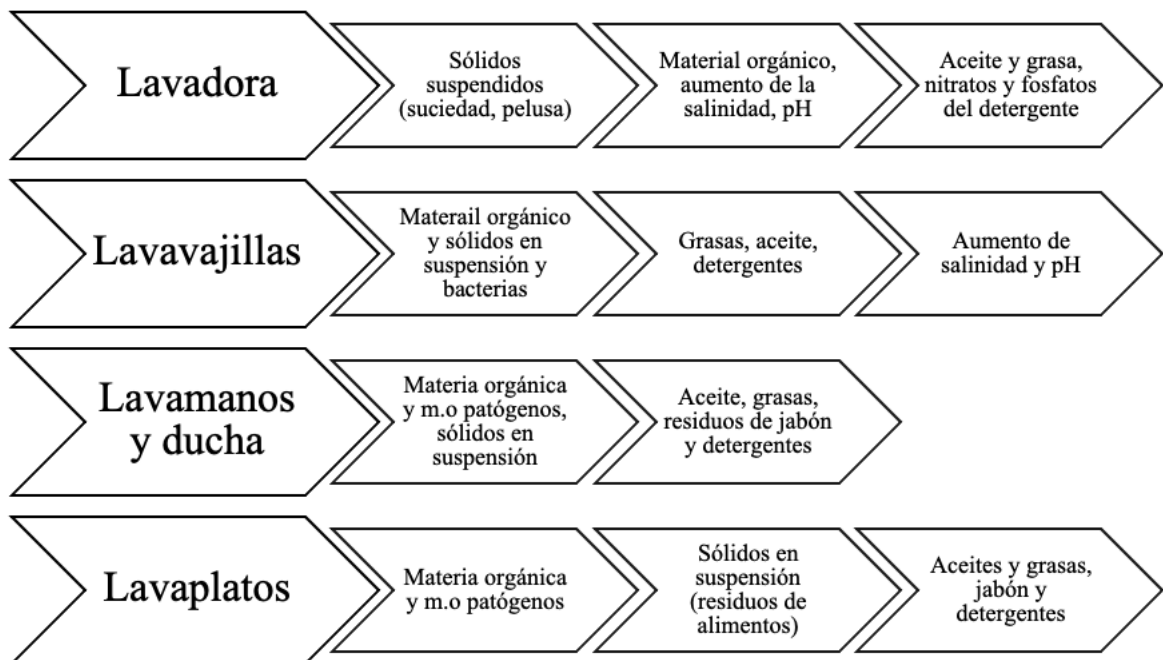 Lavadora
Sólidos
suspendidos
(suciedad, pelusa)
Material orgánico,
aumento de la
salinidad, pH
Aceite y grasa,
nitratos y fosfatos
del detergente
Lavavajillas
Materail orgánico
y sólidos en
suspensión y
bacterias
Grasas, aceite,
detergentes
Aumento de
salinidad y pH
Lavamanos
y ducha
Materia orgánica
y m.o patógenos,
sólidos en
suspensión
Aceite, grasas,
residuos de jabón
y detergentes
Lavaplatos
Materia orgánica
y m.o patógenos
Sólidos en
suspensión
(residuos de
alimentos)
Aceites y grasas,
jabón y
detergentes